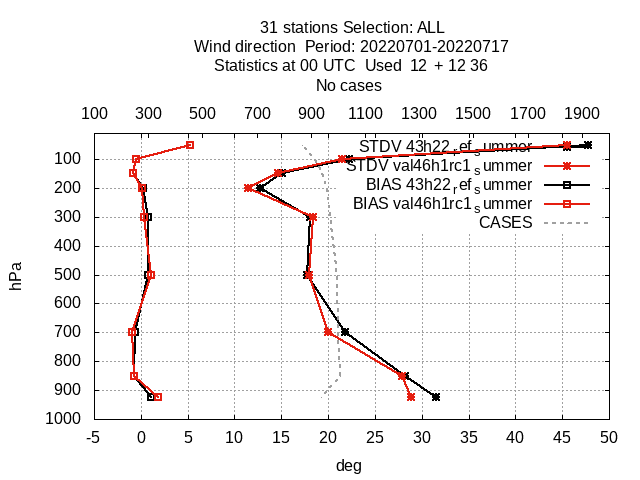 31 stations Selection: ALL
Wind direction  Period: 20220701-20220717
Statistics at 00 UTC  Used  12 + 12 36
No cases
100 300 500 700 900 1100 1300 1500 1700 1900
STDV 43h22_ref_summer
STDV val46h1rc1_summer
BIAS 43h22_ref_summer
BIAS val46h1rc1_summer
CASES
100
200
300
400
500
600
700
800
900
1000
hPa
-5 0 5 10 15 20 25 30 35 40 45 50
deg